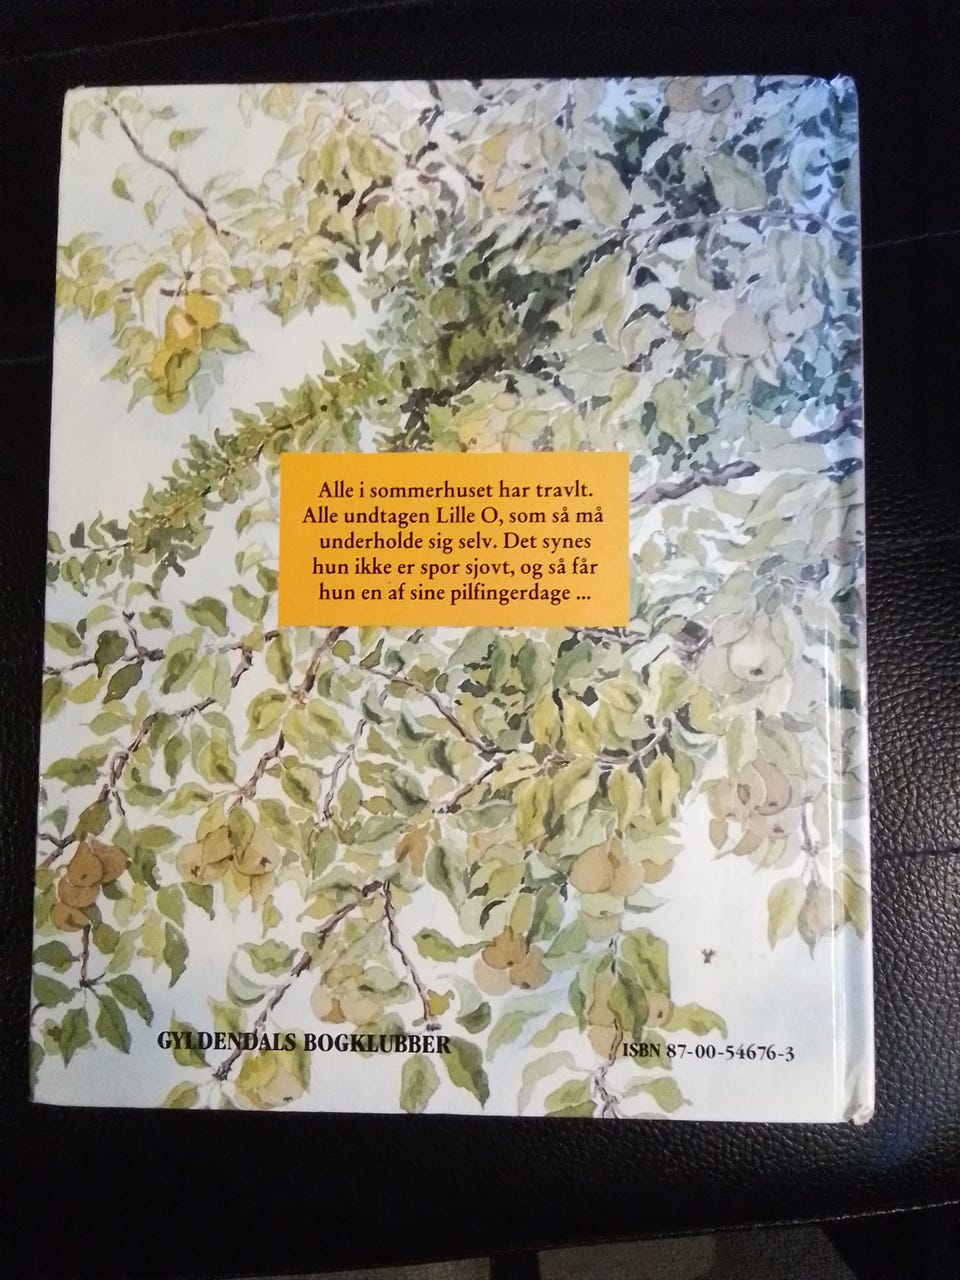 Alle i sommerhuset har travlt.
Alle undtagen Lille O, som så må
underholde sig selv. Det synes
hun ikke er spor sjovt, og så får
hun en af sine pilfingerdage ...
GYLDENDALS BOGKLUBBER
ISBN 87-00-54676-3